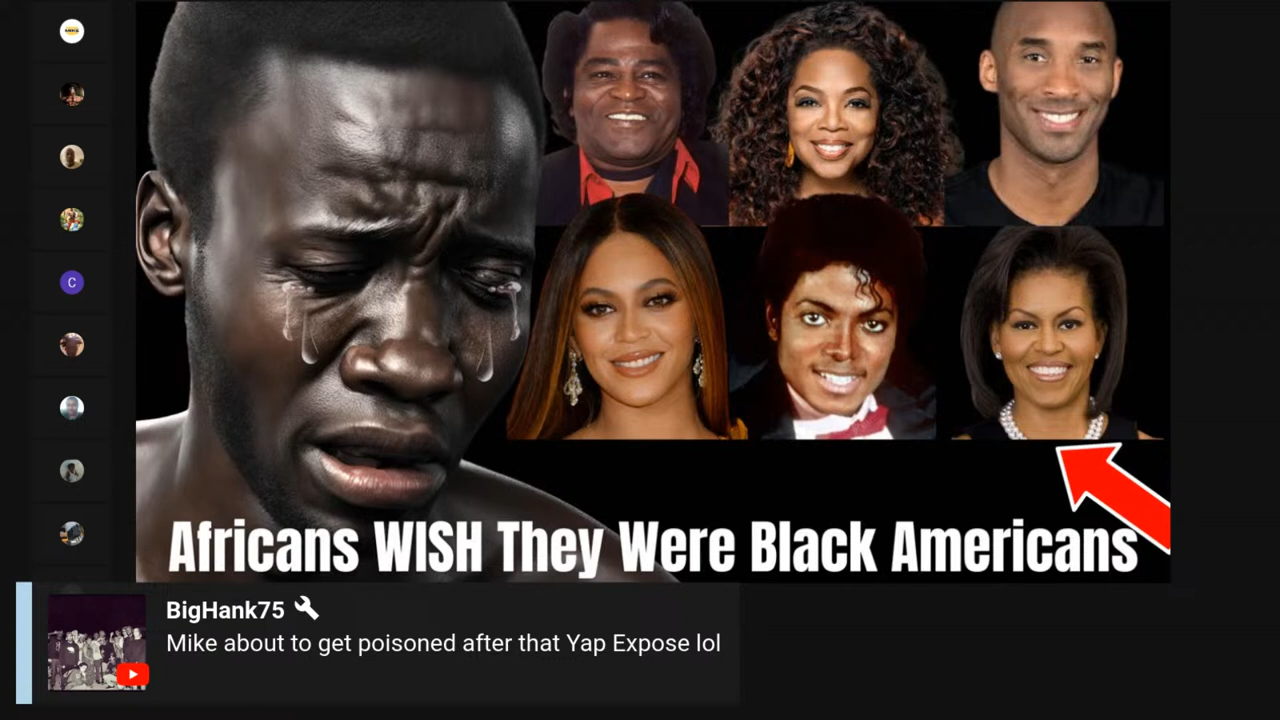 C
Africans WISH They Were Black Americans
BigHank75
Mike about to get poisoned after that Yap Expose lol